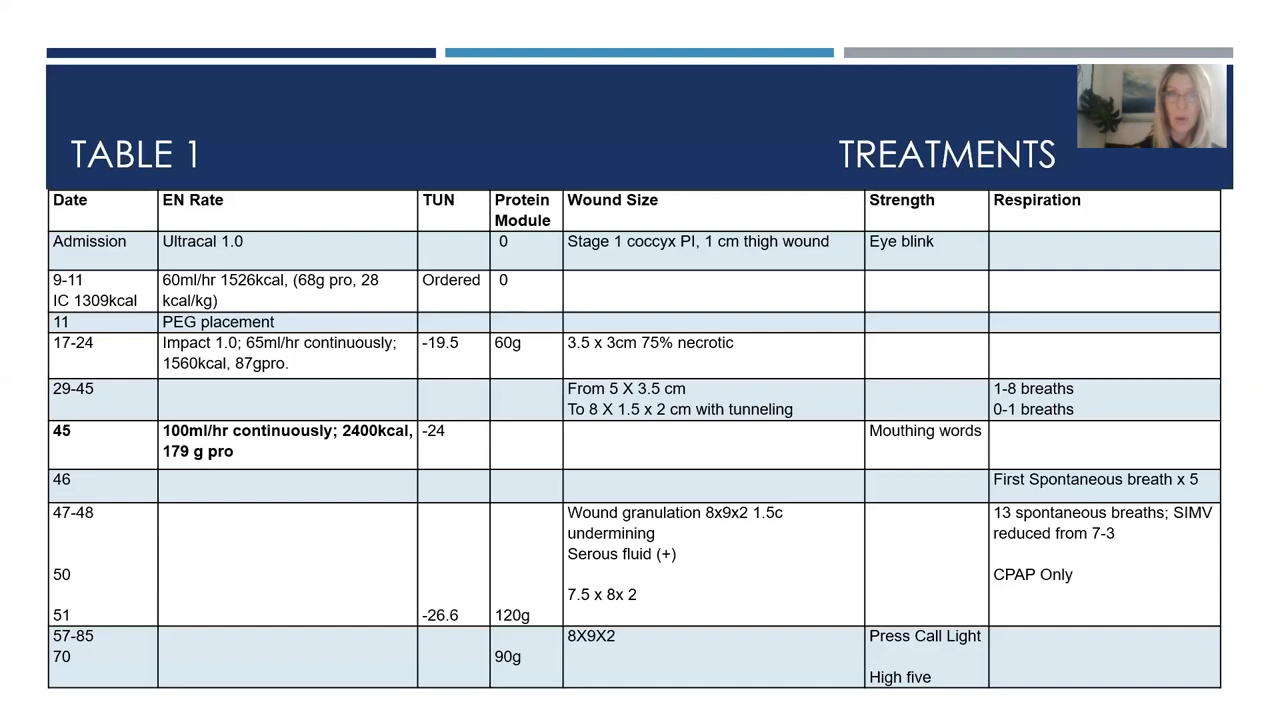 TABLE 1 TREATMENTS
Date EN Rate TUN Protein Module Wound Size Strength Respiration
Admission Ultracal 1.0 0 Stage 1 coccyx PI, 1 cm thigh wound Eye blink
9-11 60ml/hr 1526kcal, (68g pro, 28 Ordered 0
IC 1309kcal kcal/kg)
11 PEG placement
17-24 Impact 1.0; 65ml/hr continuously; -19.5 60g 3.5 x 3cm 75% necrotic
1560kcal, 87gpro.
29-45 From 5 X 3.5 cm 1-8 breaths
To 8 X 1.5 x 2 cm with tunneling 0-1 breaths
45 100ml/hr continuously; 2400kcal, -24 Mouthing words
179 g pro
46 First Spontaneous breath x 5
47-48 Wound granulation 8x9x2 1.5c 13 spontaneous breaths; SIMV
undermining reduced from 7-3
Serous fluid (+)
50 CPAP Only
7.5 x 8x 2
51 -26.6 120g
57-85 8X9X2 Press Call Light
70 90g
High five